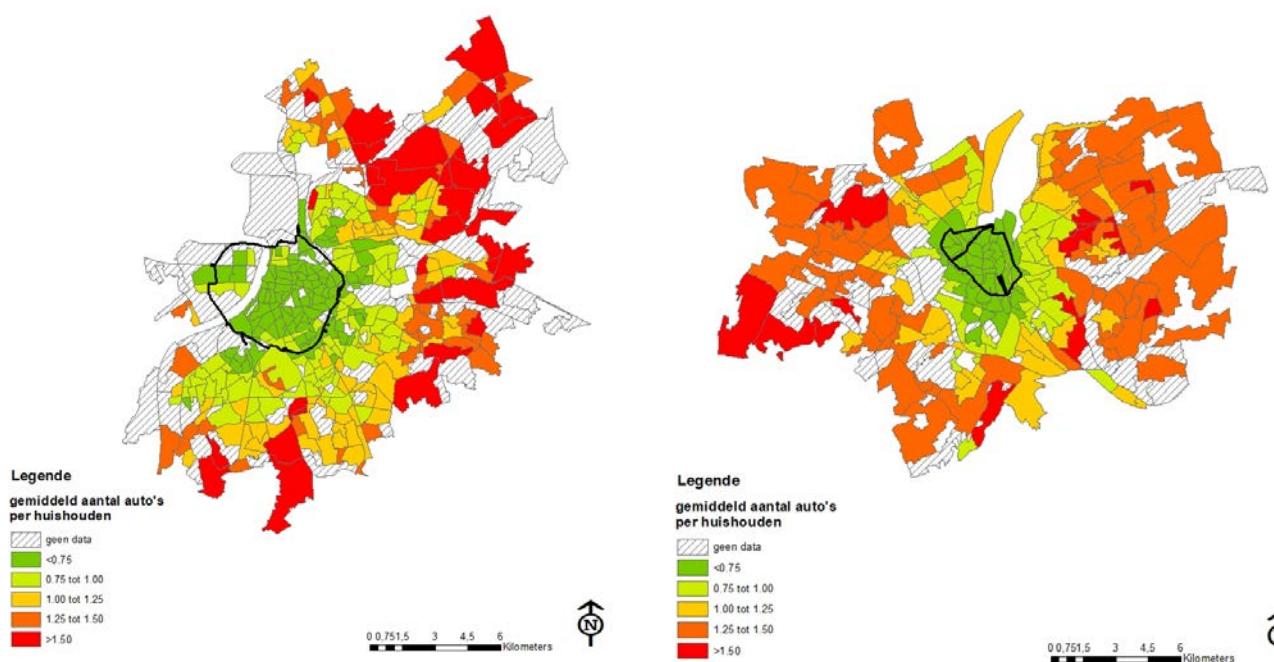 Legende
gemiddeld aantal auto's
per huishouden
geen data
<0.75
0.75 tot 1.00
1.00 tot 1.25
1.25 tot 1.50
>1.50
0 0,751,5 3 4,5 6
Kilometers
N
Legende
gemiddeld aantal auto's
per huishouden
geen data
<0.75
0.75 tot 1.00
1.00 tot 1.25
1.25 tot 1.50
>1.50
0 0,751,5 3 4,5 6
Kilometers